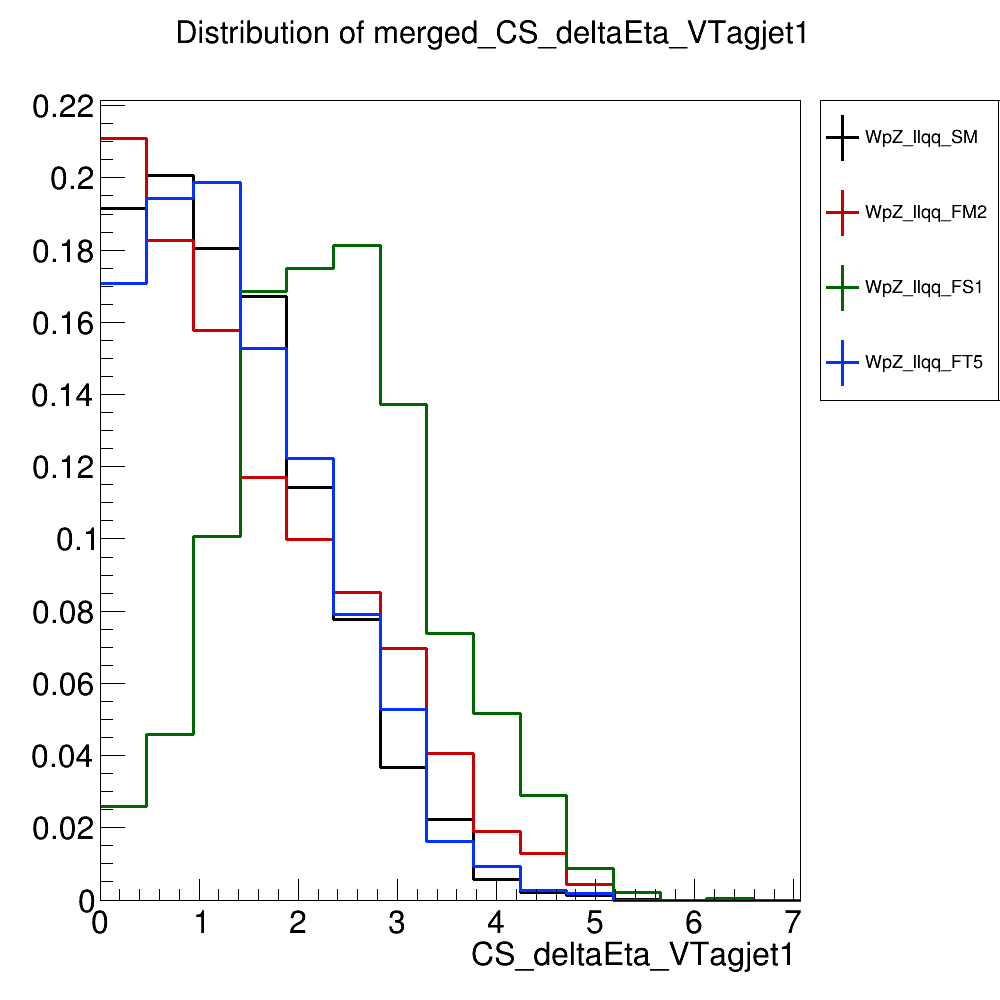 Distribution of merged_CS_deltaEta_VTagjet1
0.22
0.2
0.18
0.16
0.14
0.12
0.1
0.08
0.06
0.04
0.02
0
0 1 2 3 4 5 6 7
CS_deltaEta_VTagjet1
WpZ_llqq_SM
WpZ_llqq_FM2
WpZ_llqq_FS1
WpZ_llqq_FT5